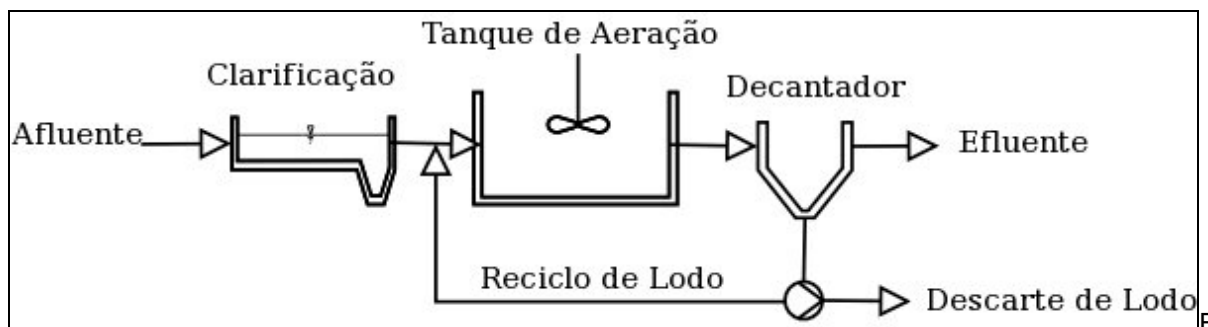 Tanque de Aeração
Clarificação
Decantador
Afluente
Efluente
Reciclo de Lodo
Descarte de Lodo